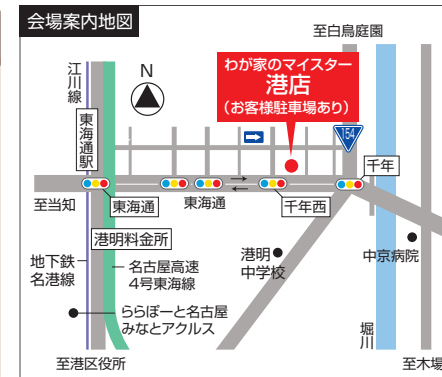 会場案内地図
至白鳥庭園
江川線
N
わが家のマイスター
港店
(お客様駐車場あり)
東海通駅
154
千年
至当知
東海通
東海通
千年西
港明料金所
地下鉄
名港線
名古屋高速
4号東海線
港明
中学校
中京病院
ららぽーと名古屋
みなとアクルス
堀川
至港区役所
至木場